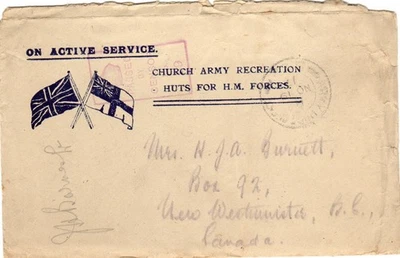 ON ACTIVE SERVICE.
CHURCH ARMY RECREATION
HUTS FOR H.M. FORCES.
Mrs. H. J. A. Burnett,
Box 92,
New Westminster, B.C.,
Canada.